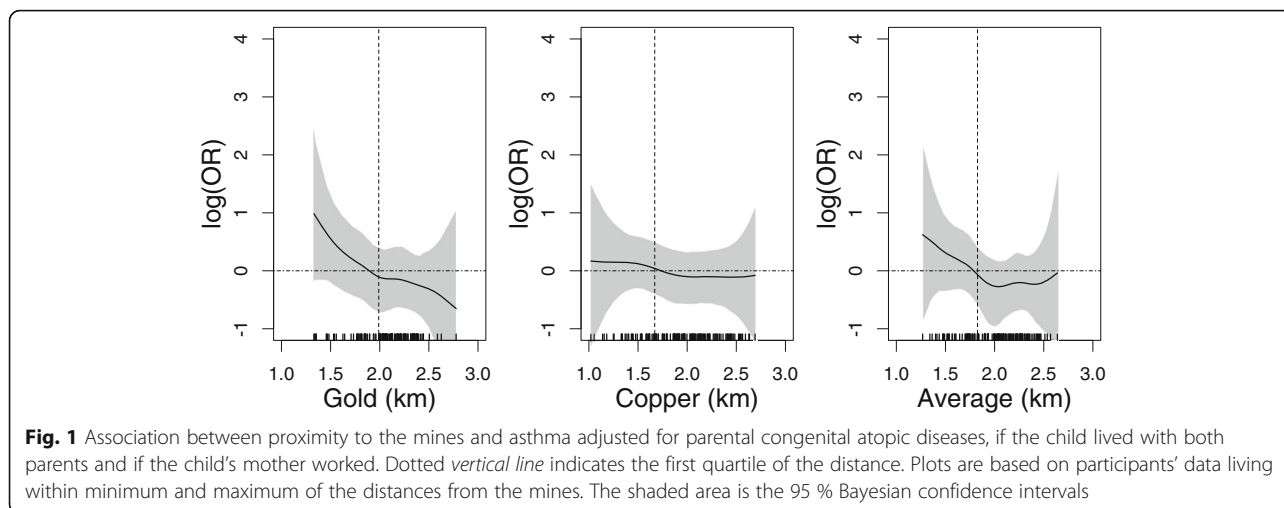 4
3
2
1
0
-1
log(OR)
1.0 1.5 2.0 2.5 3.0
Gold (km)
4
3
2
1
0
-1
log(OR)
1.0 1.5 2.0 2.5 3.0
Copper (km)
4
3
2
1
0
-1
log(OR)
1.0 1.5 2.0 2.5 3.0
Average (km)
Fig. 1 Association between proximity to the mines and asthma adjusted for parental congenital atopic diseases, if the child lived with both
parents and if the child's mother worked. Dotted vertical line indicates the first quartile of the distance. Plots are based on participants' data living
within minimum and maximum of the distances from the mines. The shaded area is the 95 % Bayesian confidence intervals